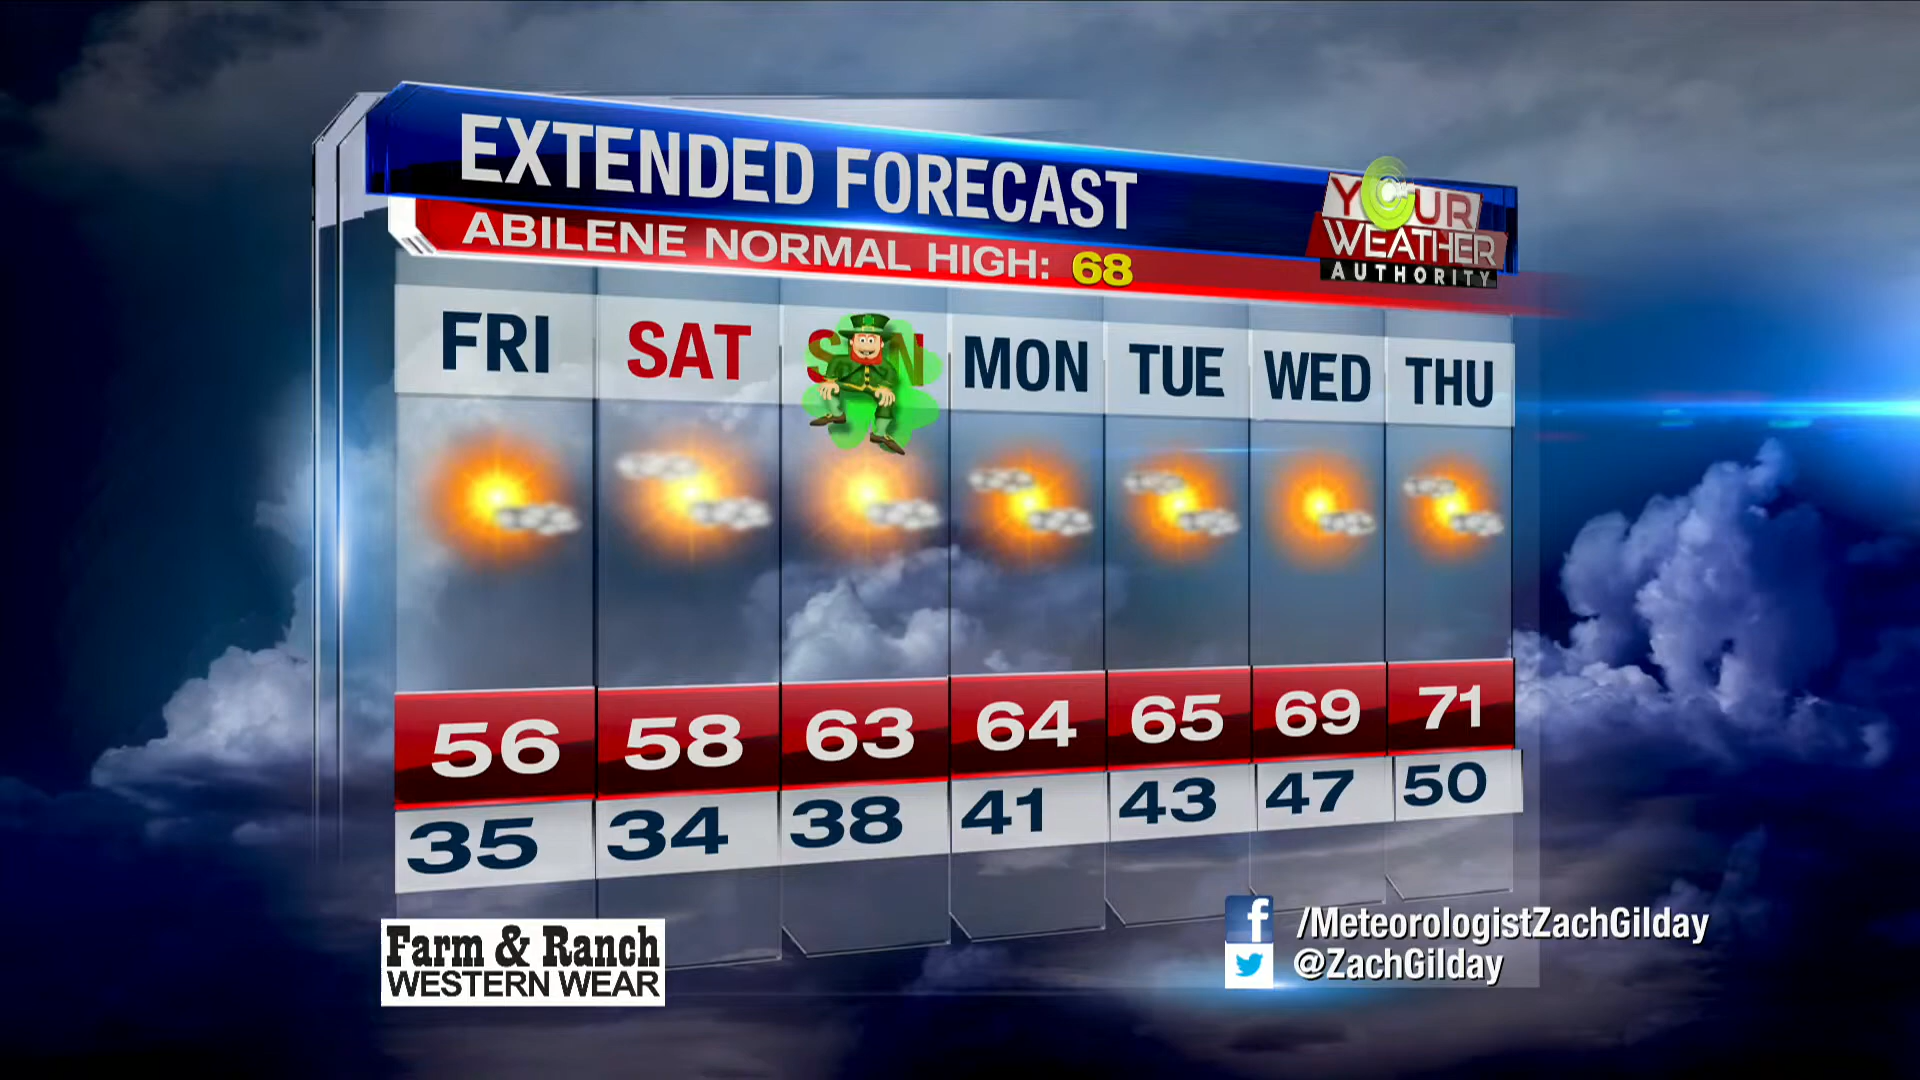 EXTENDED FORECAST
YOUR
WEATHER
AUTHORITY
ABILENE NORMAL HIGH: 68
FRI SAT SUN MON TUE WED THU
56 58 63 64 65 69 71
35 34 38 41 43 47 50
Farm & Ranch
WESTERN WEAR
f /MeteorologistZachGilday
@ZachGilday